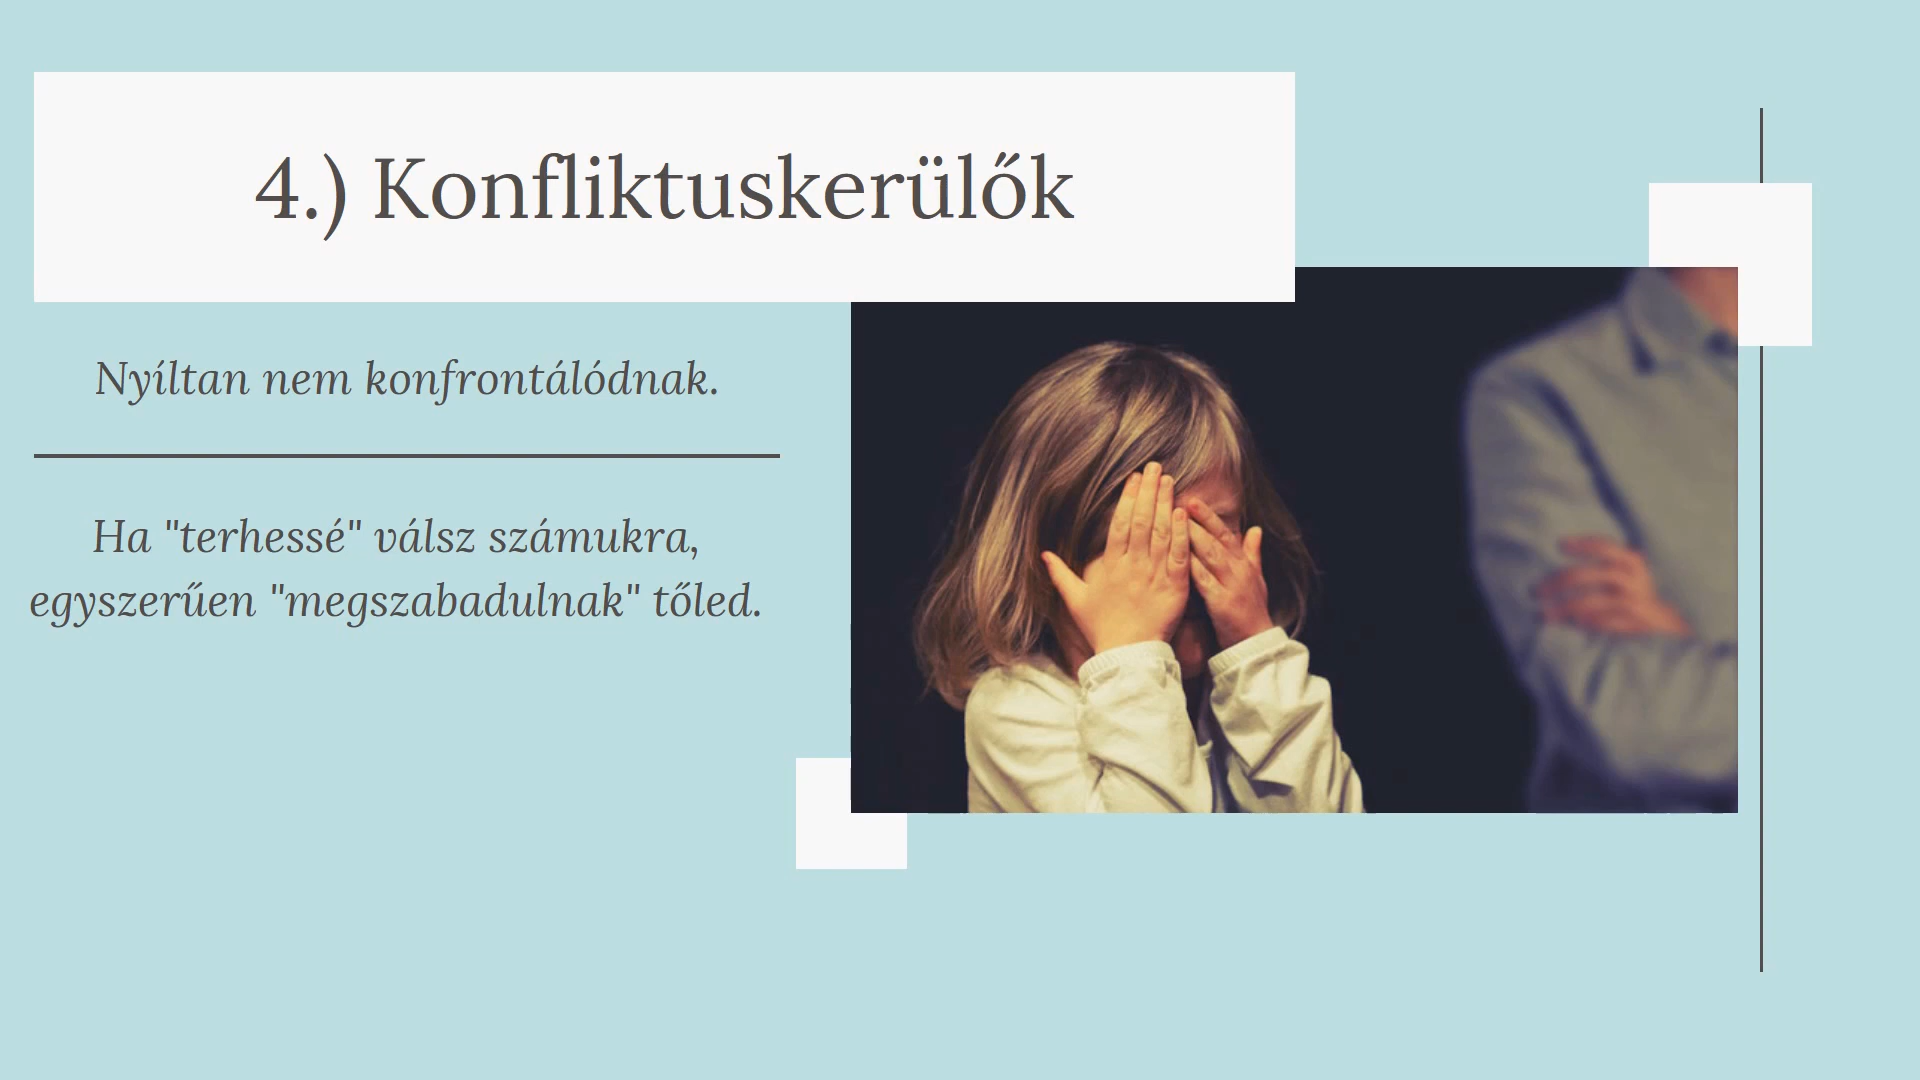 4.) Konfliktuskerülők
Nyíltan nem konfrontálódnak.
Ha "terhessé" válsz számukra,
egyszerűen "megszabadulnak" tőled.